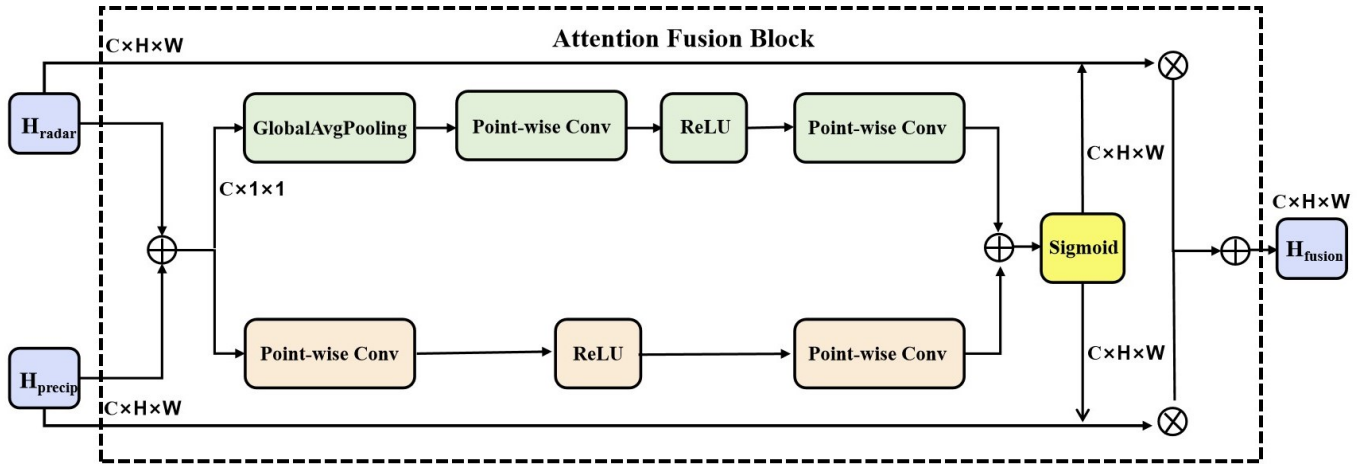 Attention Fusion Block
C×H×W
H_radar
GlobalAvgPooling
Point-wise Conv
ReLU
Point-wise Conv
C×1×1
C×H×W
Sigmoid
C×H×W
H_fusion
Point-wise Conv
ReLU
Point-wise Conv
C×H×W
H_precip
C×H×W